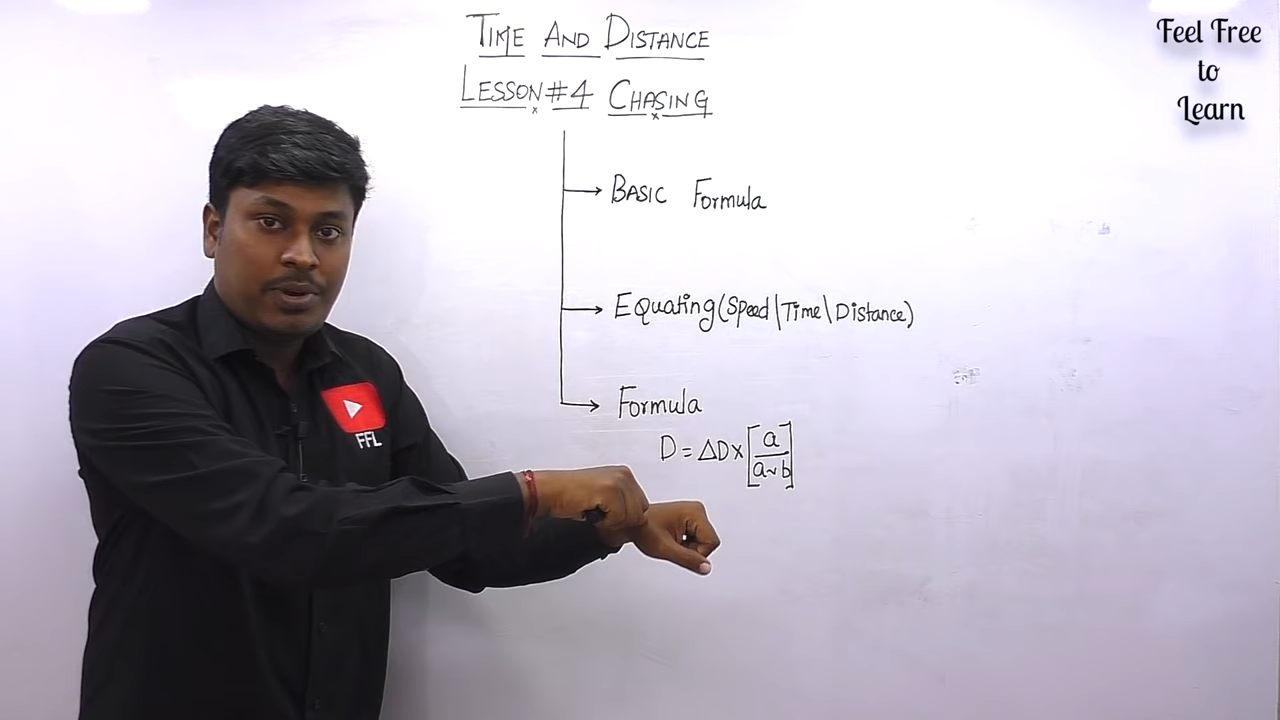 TIME AND DISTANCE
LESSON #4 CHASING
BASIC Formula
Equating (Speed\Time\Distance)
Formula
D = ΔD× [a/a~b]
Feel Free
to
Learn
FFL